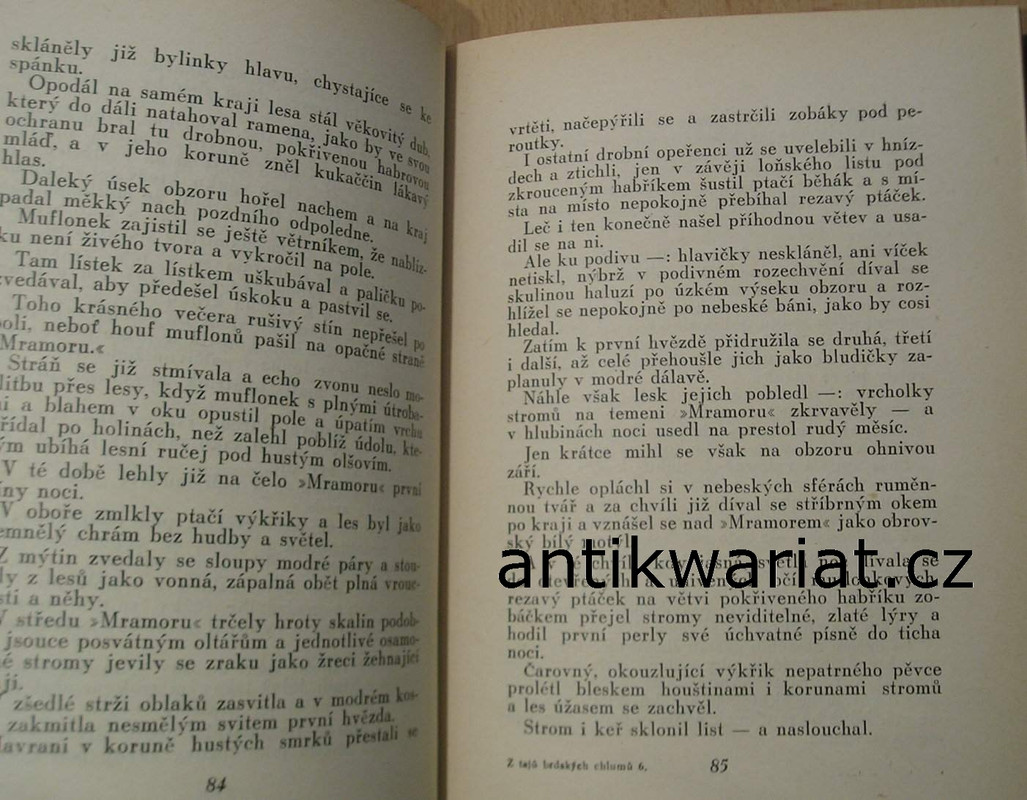 skláněly již bylinky hlavu, chystajíce se ke
spánku.
Opodál na samém kraji lesa stál věkovitý dub,
který do dáli natahoval ramena, jako by ve svou
ochranu bral tu drobnou, pokřivenou habrovou
mláď, a v jeho koruně zněl kukaččin lákavý
hlas.
Daleký úsek obzoru hořel nachem a na kraj
padal měkký nach pozdního odpoledne.
Muflonek zajistil se ještě větrníkem, že nablíz-
ku není živého tvora a vykročil na pole.
Tam lístek za lístkem uškubával a paličku po-
zvedával, aby předešel úskoku a pastvil se.
Toho krásného večera rušivý stín nepřešel po
poli, neboť houf muflonů pašil na opačné straně
Mramoru.«
Stráň se již stmívala a echo zvonu neslo mo-
litbu přes lesy, když muflonek s plnými útroba-
mi a blahem v oku opustil pole a úpatím vrchu
řídal po holinách, než zalehl poblíž údolu, kte-
ým ubíhá lesní ručej pod hustým olšovím.
V té době lehly již na čelo »Mramoru« první
íny noci.
V oboře zmlkly ptačí výkřiky a les byl jako
emnělý chrám bez hudby a světel.
Z mýtin zvedaly se sloupy modré páry a stou-
ly z lesů jako vonná, zápalná obět plná vrouc-
sti a něhy.
V středu »Mramoru« trčely hroty skalin podob-
jsouce posvátným oltářům a jednotlivé osamo-
é stromy jevily se zraku jako žreci žehnající
jí.
V zšedlé strži oblaků zasvitla a v modrém kos-
zakmitla nesmělým svitem první hvězda.
Havrani v koruně hustých smrků přestali se
84
vrtěti, načepýřili se a zastrčili zobáky pod pe-
routky.
I ostatní drobní opeřenci už se uvelebili v hníz-
dech a ztichli, jen v závěji loňského listu pod
zkrouceným habříkem šustil ptačí běhák a s mí-
sta na místo nepokojně přebíhal rezavý ptáček.
Leč i ten konečně našel příhodnou větev a usa-
dil se na ni.
Ale ku podivu —: hlavičky neskláněl, ani víček
netiskl, nýbrž v podivném rozechvění díval se
skulinou haluzí po úzkém výseku obzoru a roz-
hlížel se nepokojně po nebeské báni, jako by cosi
hledal.
Zatím k první hvězdě přidružila se druhá, třetí
i další, až celé přehoušle jich jako bludičky za-
planuly v modré dálavě.
Náhle však lesk jejich pobledl —: vrcholky
stromů na temeni »Mramoru« zkrvavěly — a
v hlubinách noci usedl na prestol rudý měsíc.
Jen krátce mihl se však na obzoru ohnivou
září.
Rychle opláchl si v nebeských sférách ruměn-
nou tvář a za chvíli již díval se stříbrným okem
po kraji a vznášel se nad »Mramorem« jako obrov-
ský bílý motýl.
antikwariat.cz
rezavý ptáček na větvi pokřiveného habříku zo-
báčkem přejel stromy neviditelné, zlaté lýry a
hodil první perly své úchvatné písně do ticha
noci.
Čarovný, okouzlující výkřik nepatrného pěvce
prolétl bleskem houštinami i korunami stromů
a les úžasem se zachvěl.
Strom i keř sklonil list — a naslouchal.
Z tajů brdských chlumů 6.
85